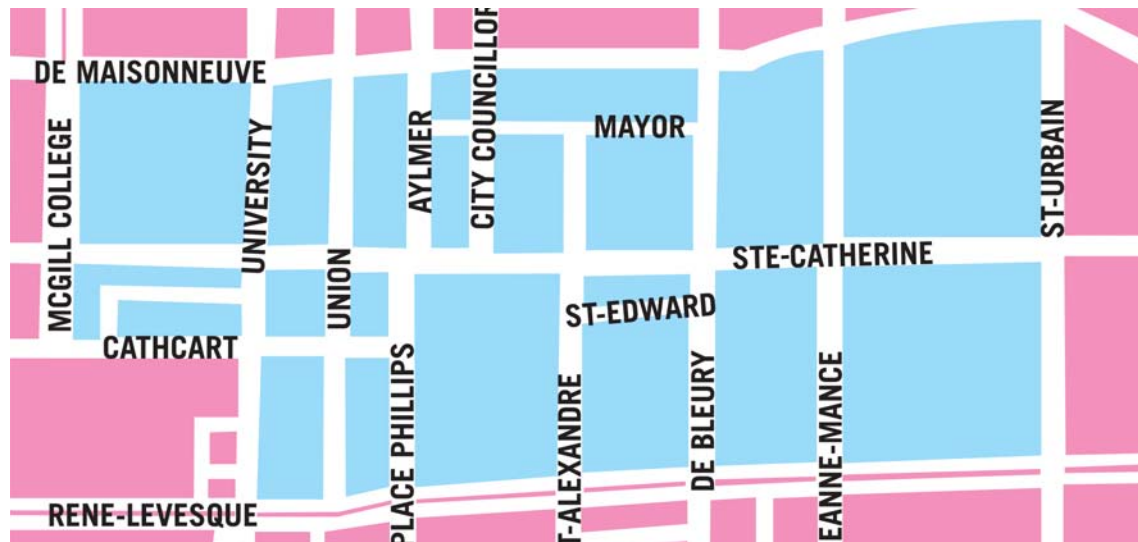 DE MAISONNEUVE
MCGILL COLLEGE
UNIVERSITY
UNION
AYLMER
CITY COUNCILLOR
MAYOR
ST-URBAIN
STE-CATHERINE
ST-EDWARD
CATHCART
PLACE PHILLIPS
T-ALEXANDRE
DE BLEURY
EANNE-MANCE
RENE-LEVESQUE